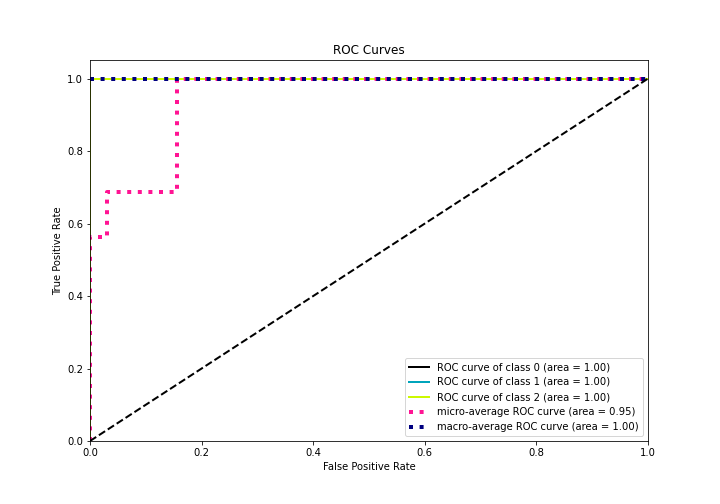 ROC Curves
1.0
0.8
0.6
0.4
0.2
0.0
True Positive Rate
0.0 0.2 0.4 0.6 0.8 1.0
False Positive Rate
ROC curve of class 0 (area = 1.00)
ROC curve of class 1 (area = 1.00)
ROC curve of class 2 (area = 1.00)
micro-average ROC curve (area = 0.95)
macro-average ROC curve (area = 1.00)